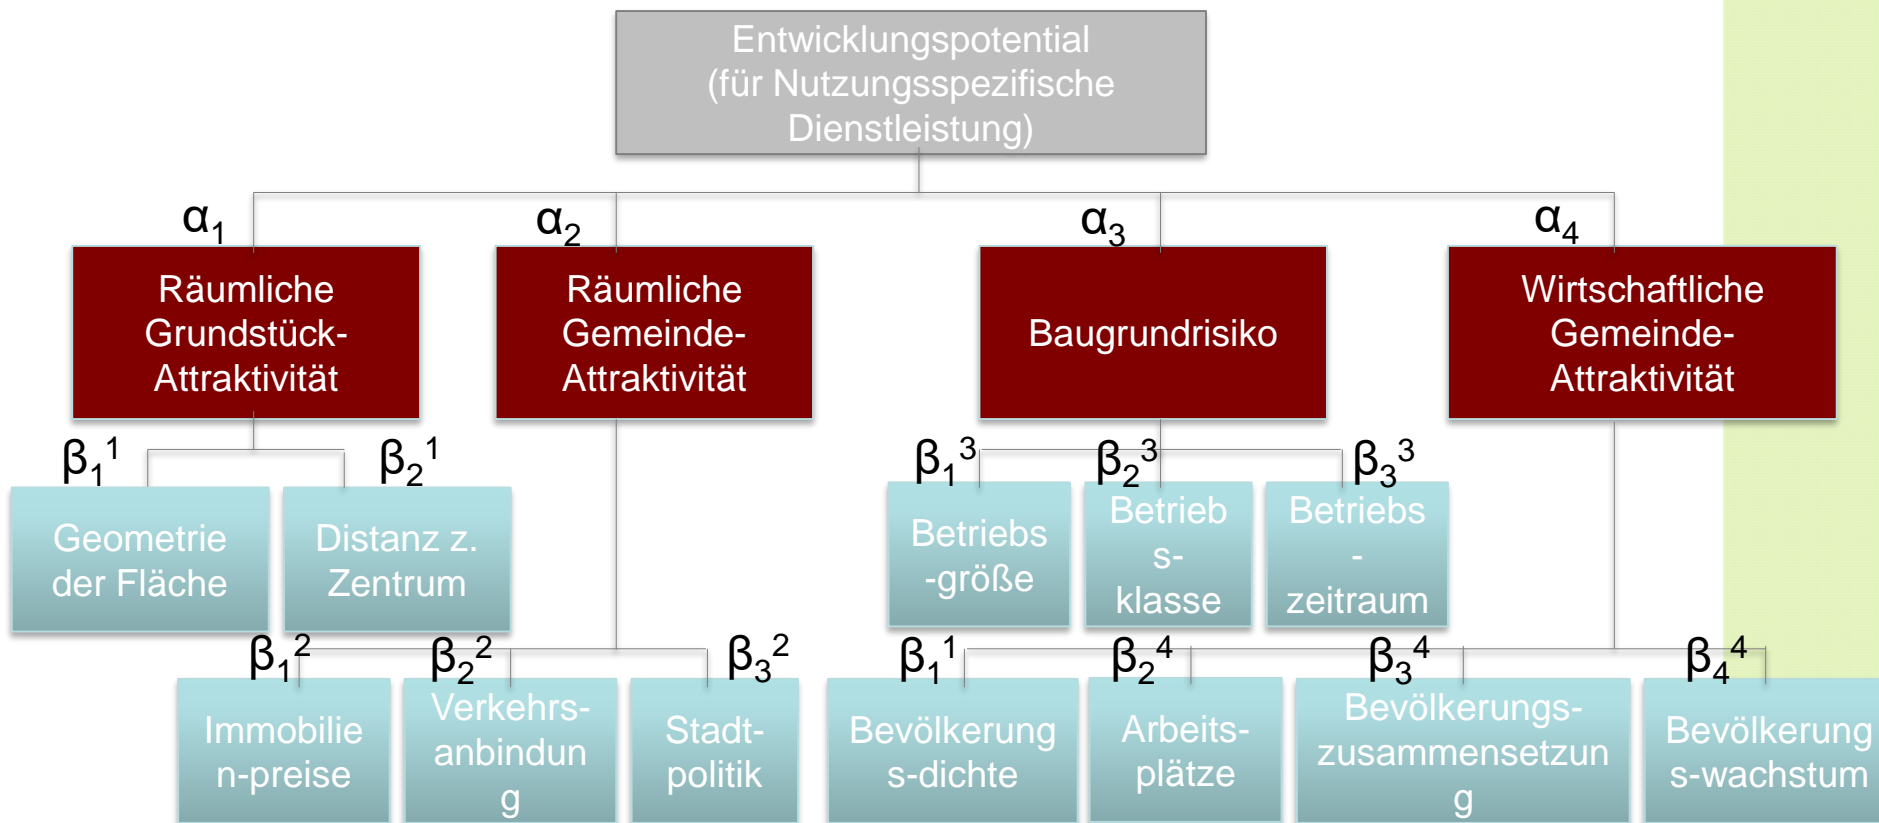 Entwicklungspotential
(für Nutzungsspezifische
Dienstleistung)
α1
α2
α3
α4
Räumliche
Grundstück-
Attraktivität
Räumliche
Gemeinde-
Attraktivität
Baugrundrisiko
Wirtschaftliche
Gemeinde-
Attraktivität
β1 1
β2 1
β1 3
β2 3
β3 3
Geometrie
der Fläche
Distanz z.
Zentrum
Betriebs
-größe
Betrieb
s-
klasse
Betriebs
-
zeitraum
β1 2
β2 2
β3 2
β1 1
β2 4
β3 4
β4 4
Immobilie
n-preise
Verkehrs-
anbindun
g
Stadt-
politik
Bevölkerung
s-dichte
Arbeits-
plätze
Bevölkerungs-
zusammensetzun
g
Bevölkerung
s-wachstum